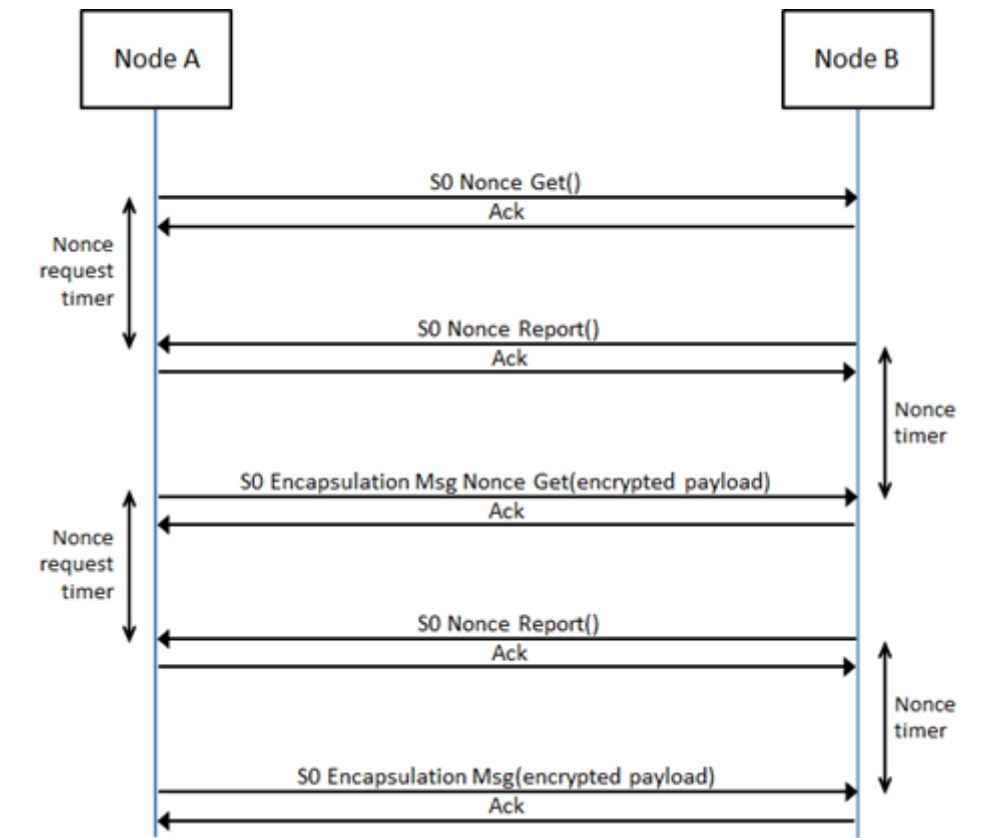 Node A
Node B
S0 Nonce Get()
Ack
Nonce
request
timer
S0 Nonce Report()
Ack
Nonce
timer
S0 Encapsulation Msg Nonce Get(encrypted payload)
Ack
Nonce
request
timer
S0 Nonce Report()
Ack
Nonce
timer
S0 Encapsulation Msg(encrypted payload)
Ack